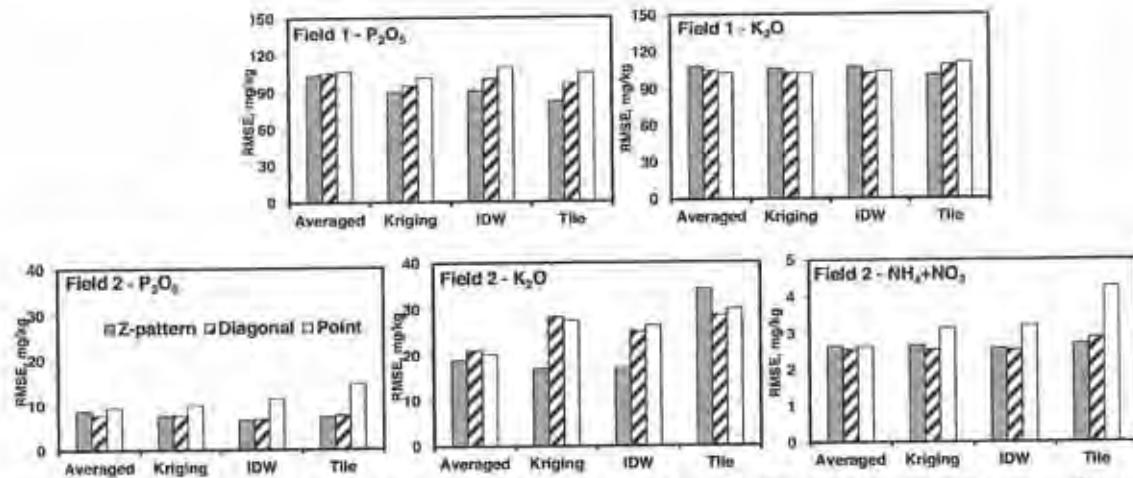 Field 1 - P₂O₅
RMSE, mg/kg
150
120
90
60
30
0
Averaged Kriging IDW Tile
Field 1 - K₂O
RMSE, mg/kg
150
120
90
60
30
0
Averaged Kriging IDW Tile
Field 2 - P₂O₅
RMSE, mg/kg
40
30
20
10
0
Z-pattern Diagonal Point
Averaged Kriging IDW Tile
Field 2 - K₂O
RMSE, mg/kg
40
30
20
10
0
Averaged Kriging IDW Tile
Field 2 - NH₄+NO₃
RMSE, mg/kg
5
4
3
2
1
0
Averaged Kriging IDW Tile